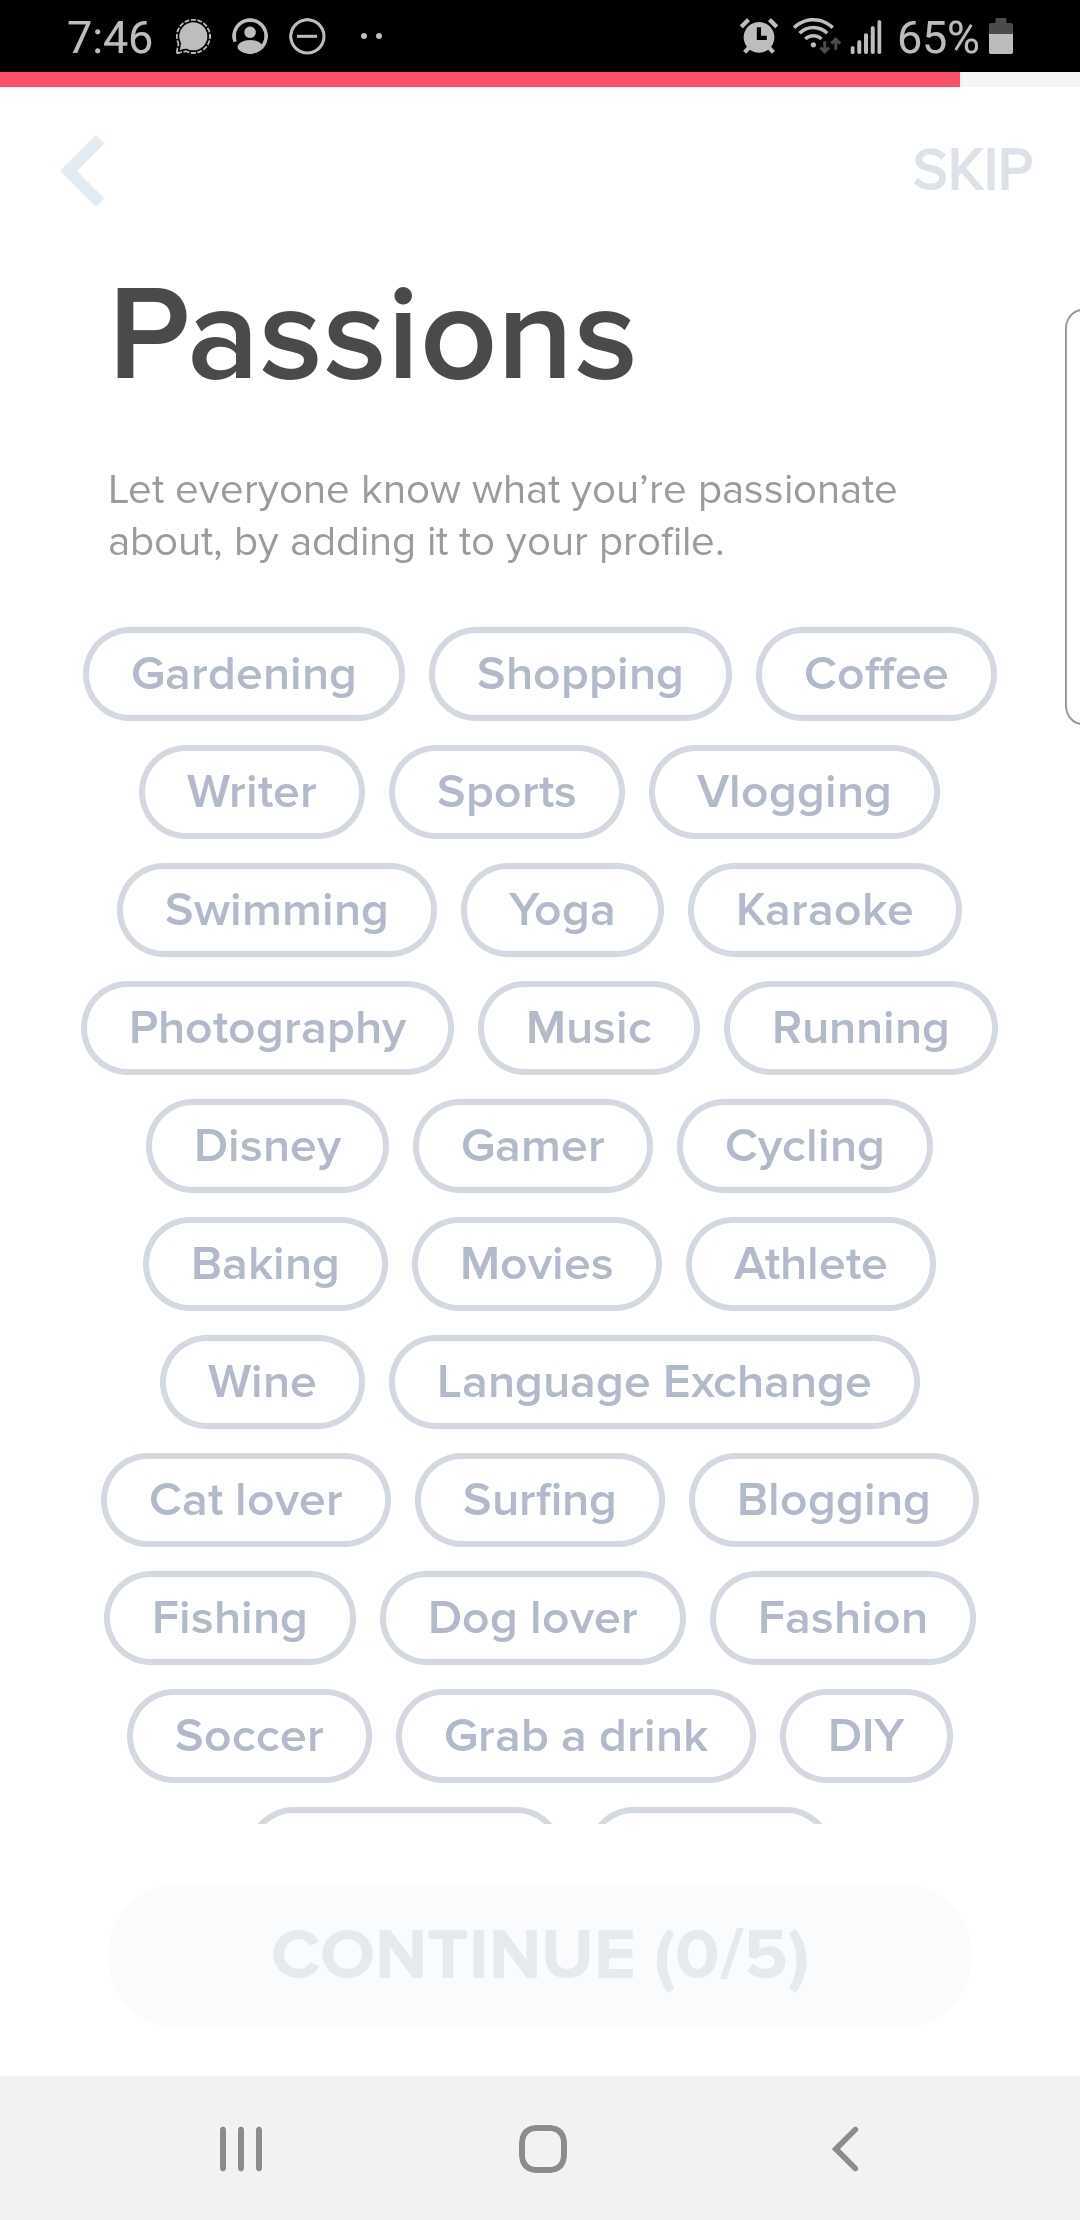 7:46 65%
SKIP
Passions
Let everyone know what you’re passionate
about, by adding it to your profile.
Gardening Shopping Coffee
Writer Sports Vlogging
Swimming Yoga Karaoke
Photography Music Running
Disney Gamer Cycling
Baking Movies Athlete
Wine Language Exchange
Cat lover Surfing Blogging
Fishing Dog lover Fashion
Soccer Grab a drink DIY
CONTINUE (0/5)